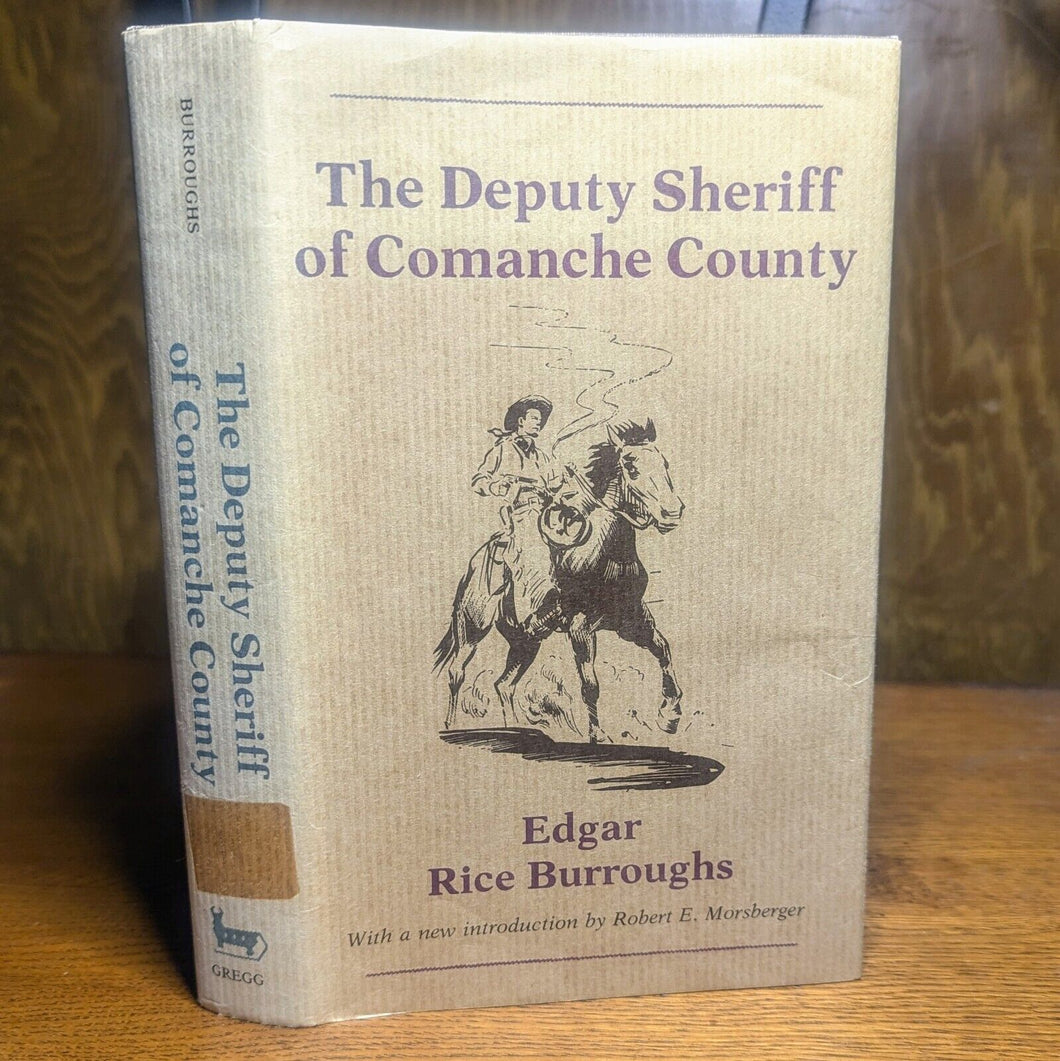 BURROUGHS
The Deputy Sheriff
of Comanche County
GREGG
The Deputy Sheriff
of Comanche County
Edgar
Rice Burroughs
With a new introduction by Robert E. Morsberger